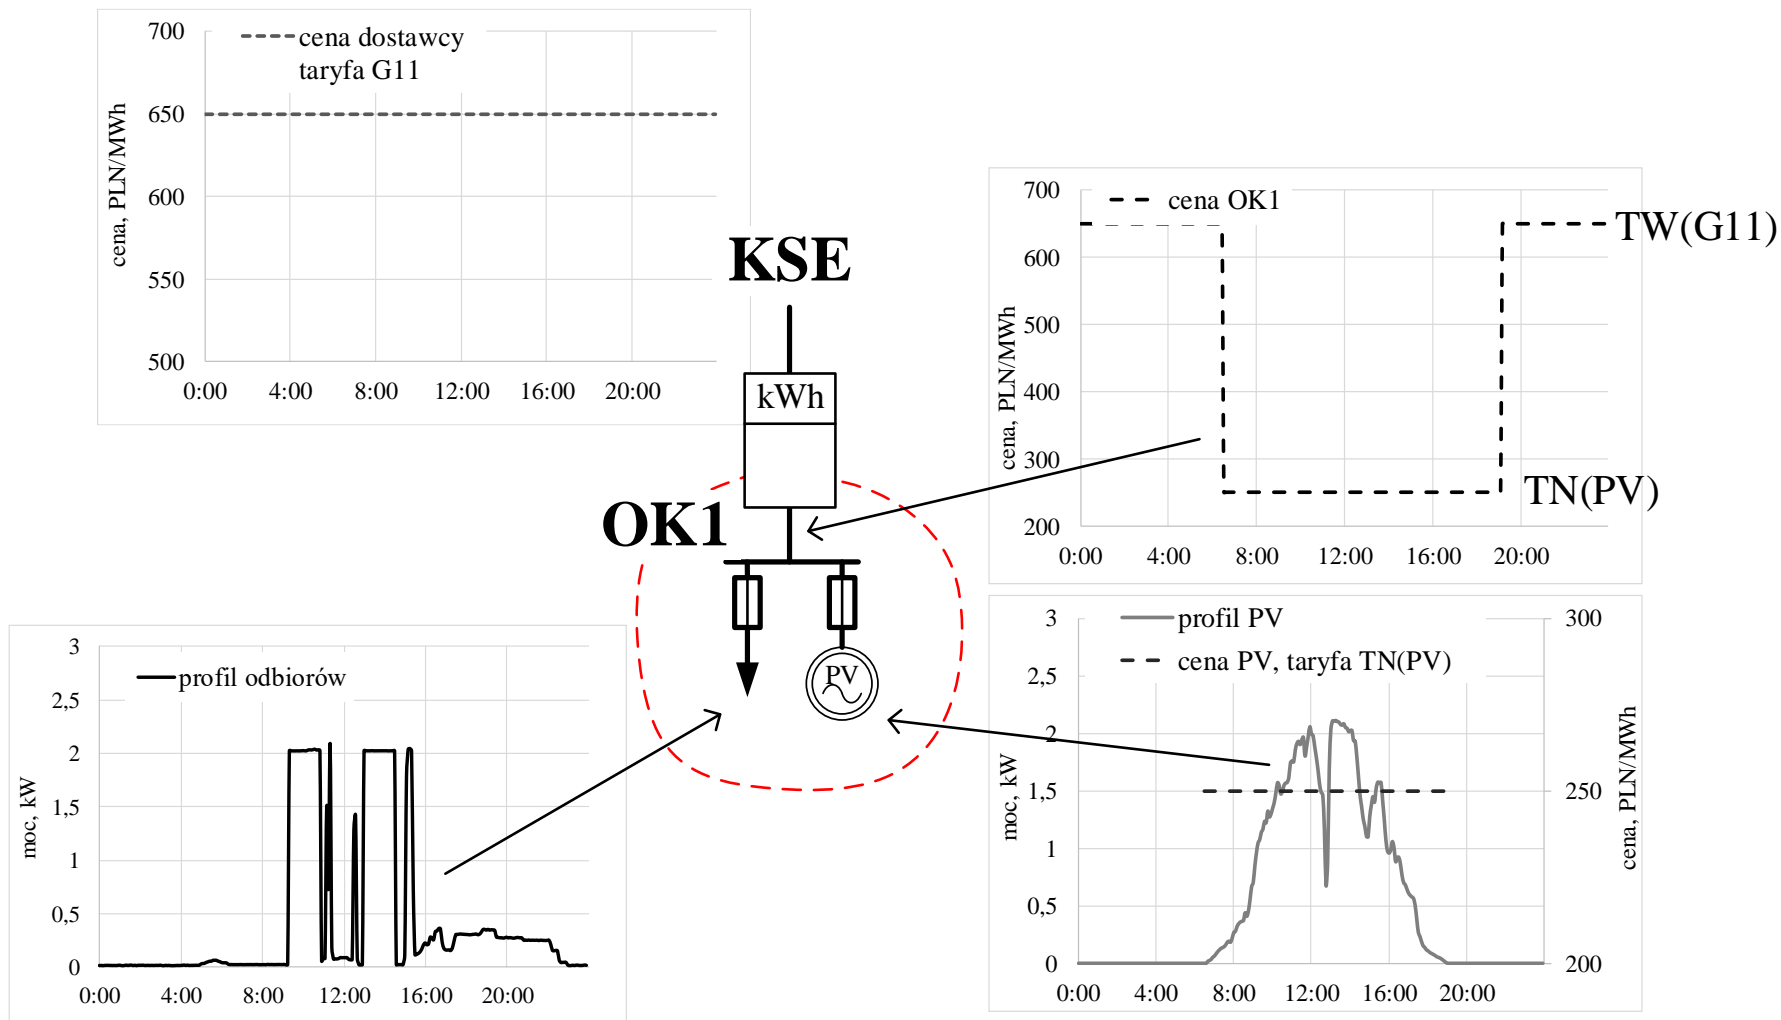 700
650
600
550
500
cena, PLN/MWh
cena dostawcy
taryfa G11
0:00 4:00 8:00 12:00 16:00 20:00
KSE
kWh
OK1
PV
700
600
500
400
300
200
cena, PLN/MWh
cena OK1
TW(G11)
TN(PV)
0:00 4:00 8:00 12:00 16:00 20:00
3
2,5
2
1,5
1
0,5
0
moc, kW
profil odbiorów
0:00 4:00 8:00 12:00 16:00 20:00
3
2,5
2
1,5
1
0,5
0
moc, kW
profil PV
cena PV, taryfa TN(PV)
300
250
200
cena, PLN/MWh
0:00 4:00 8:00 12:00 16:00 20:00